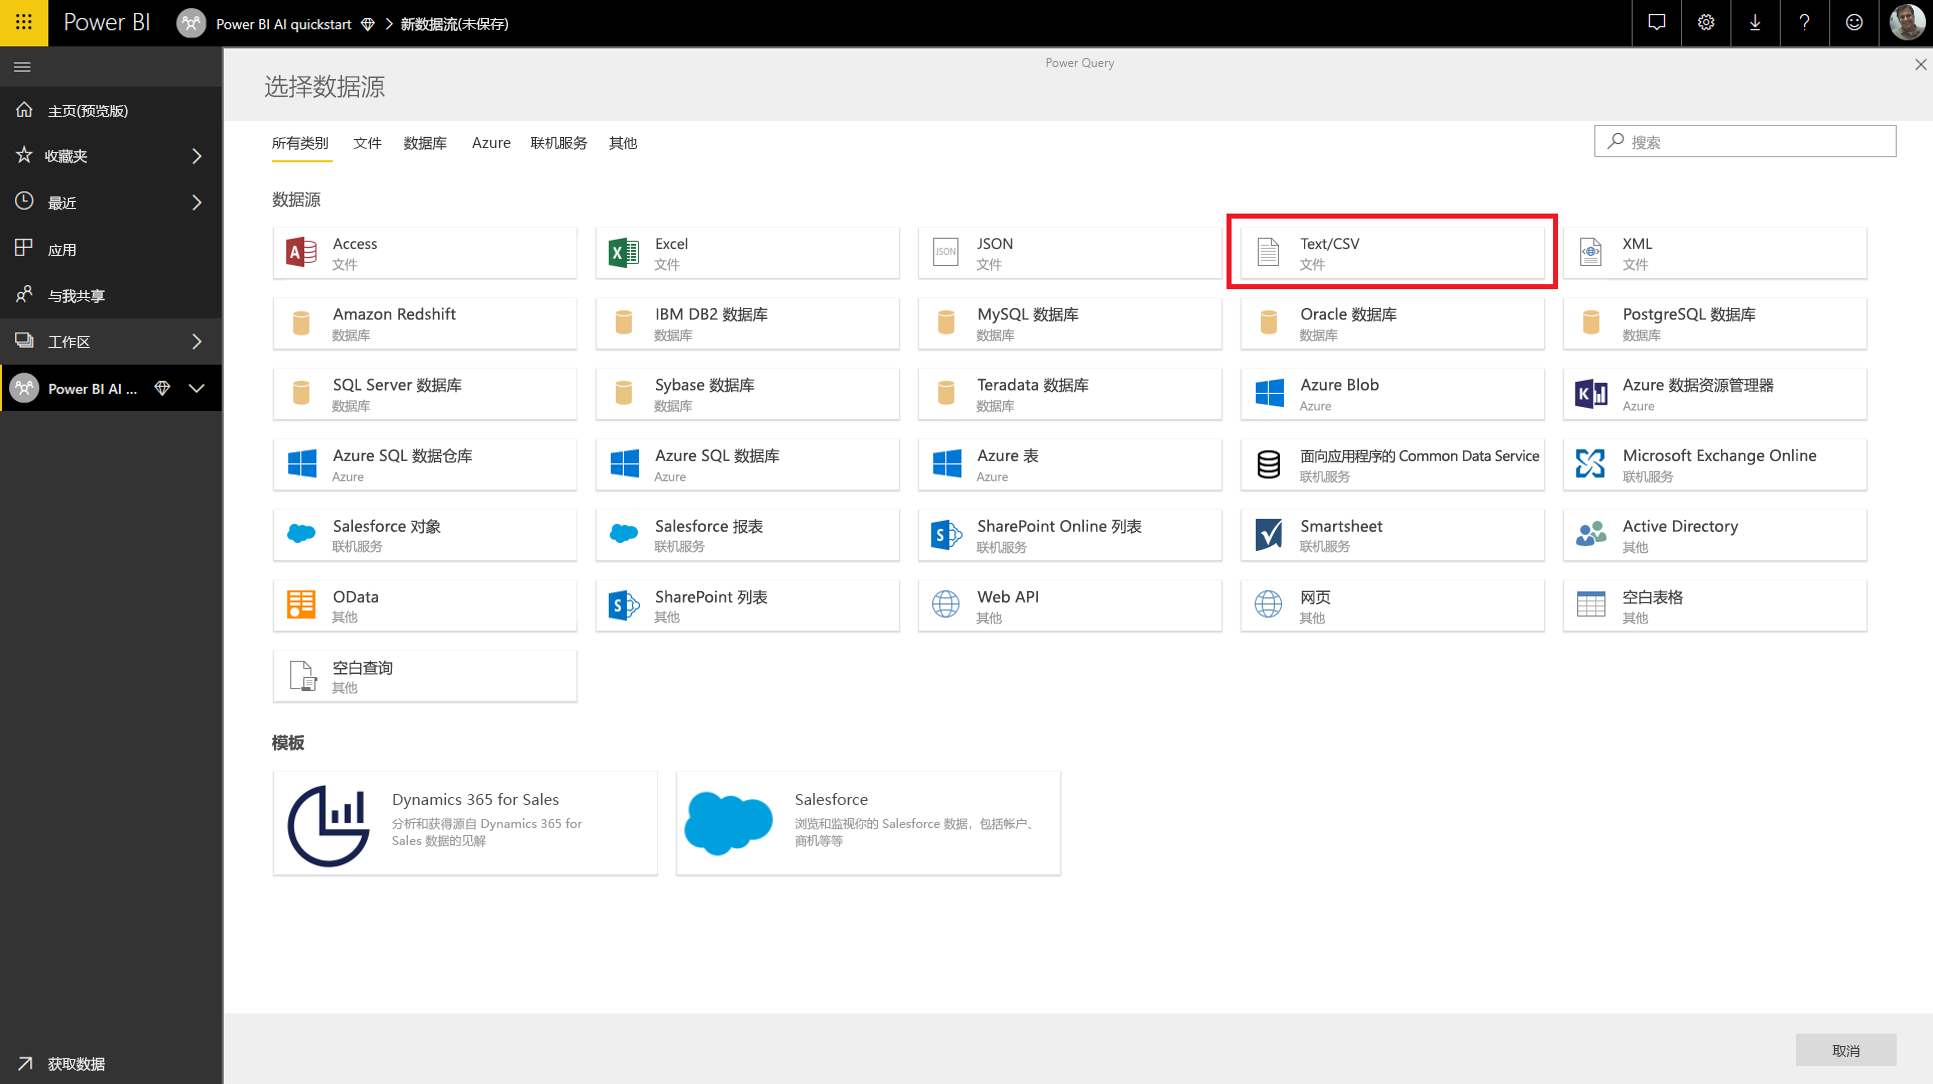 Power BI
Power BI AI quickstart
新数据流(未保存)
主页(预览版)
收藏夹
最近
应用
与我共享
工作区
Power BI AI ...
获取数据
Power Query
选择数据源
所有类别
文件
数据库
Azure
联机服务
其他
搜索
数据源
Access
文件
Excel
文件
JSON
JSON
文件
Text/CSV
文件
XML
文件
Amazon Redshift
数据库
IBM DB2 数据库
数据库
MySQL 数据库
数据库
Oracle 数据库
数据库
PostgreSQL 数据库
数据库
SQL Server 数据库
数据库
Sybase 数据库
数据库
Teradata 数据库
数据库
Azure Blob
Azure
Azure 数据资源管理器
Azure
Azure SQL 数据仓库
Azure
Azure SQL 数据库
Azure
Azure 表
Azure
面向应用程序的 Common Data Service
联机服务
Microsoft Exchange Online
联机服务
Salesforce 对象
联机服务
Salesforce 报表
联机服务
SharePoint Online 列表
联机服务
Smartsheet
联机服务
Active Directory
其他
OData
其他
SharePoint 列表
其他
Web API
其他
网页
其他
空白表格
其他
空白查询
其他
模板
Dynamics 365 for Sales
分析和获得源自 Dynamics 365 for
Sales 数据的见解
Salesforce
浏览和监视你的 Salesforce 数据，包括帐户、
商机等等
取消